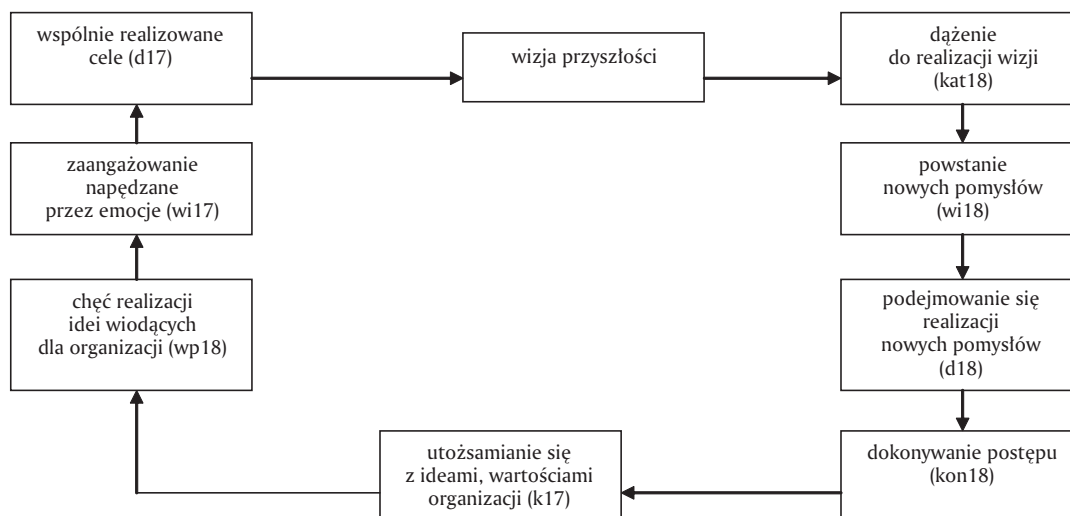 wspólnie realizowane
cele (d17)
wizja przyszłości
dążenie
do realizacji wizji
(kat18)
zaangażowanie
napędzane
przez emocje (wi17)
powstanie
nowych pomysłów
(wi18)
chęć realizacji
idei wiodących
dla organizacji (wp18)
podejmowanie się
realizacji
nowych pomysłów
(d18)
utożsamianie się
z ideami, wartościami
organizacji (k17)
dokonywanie postępu
(kon18)